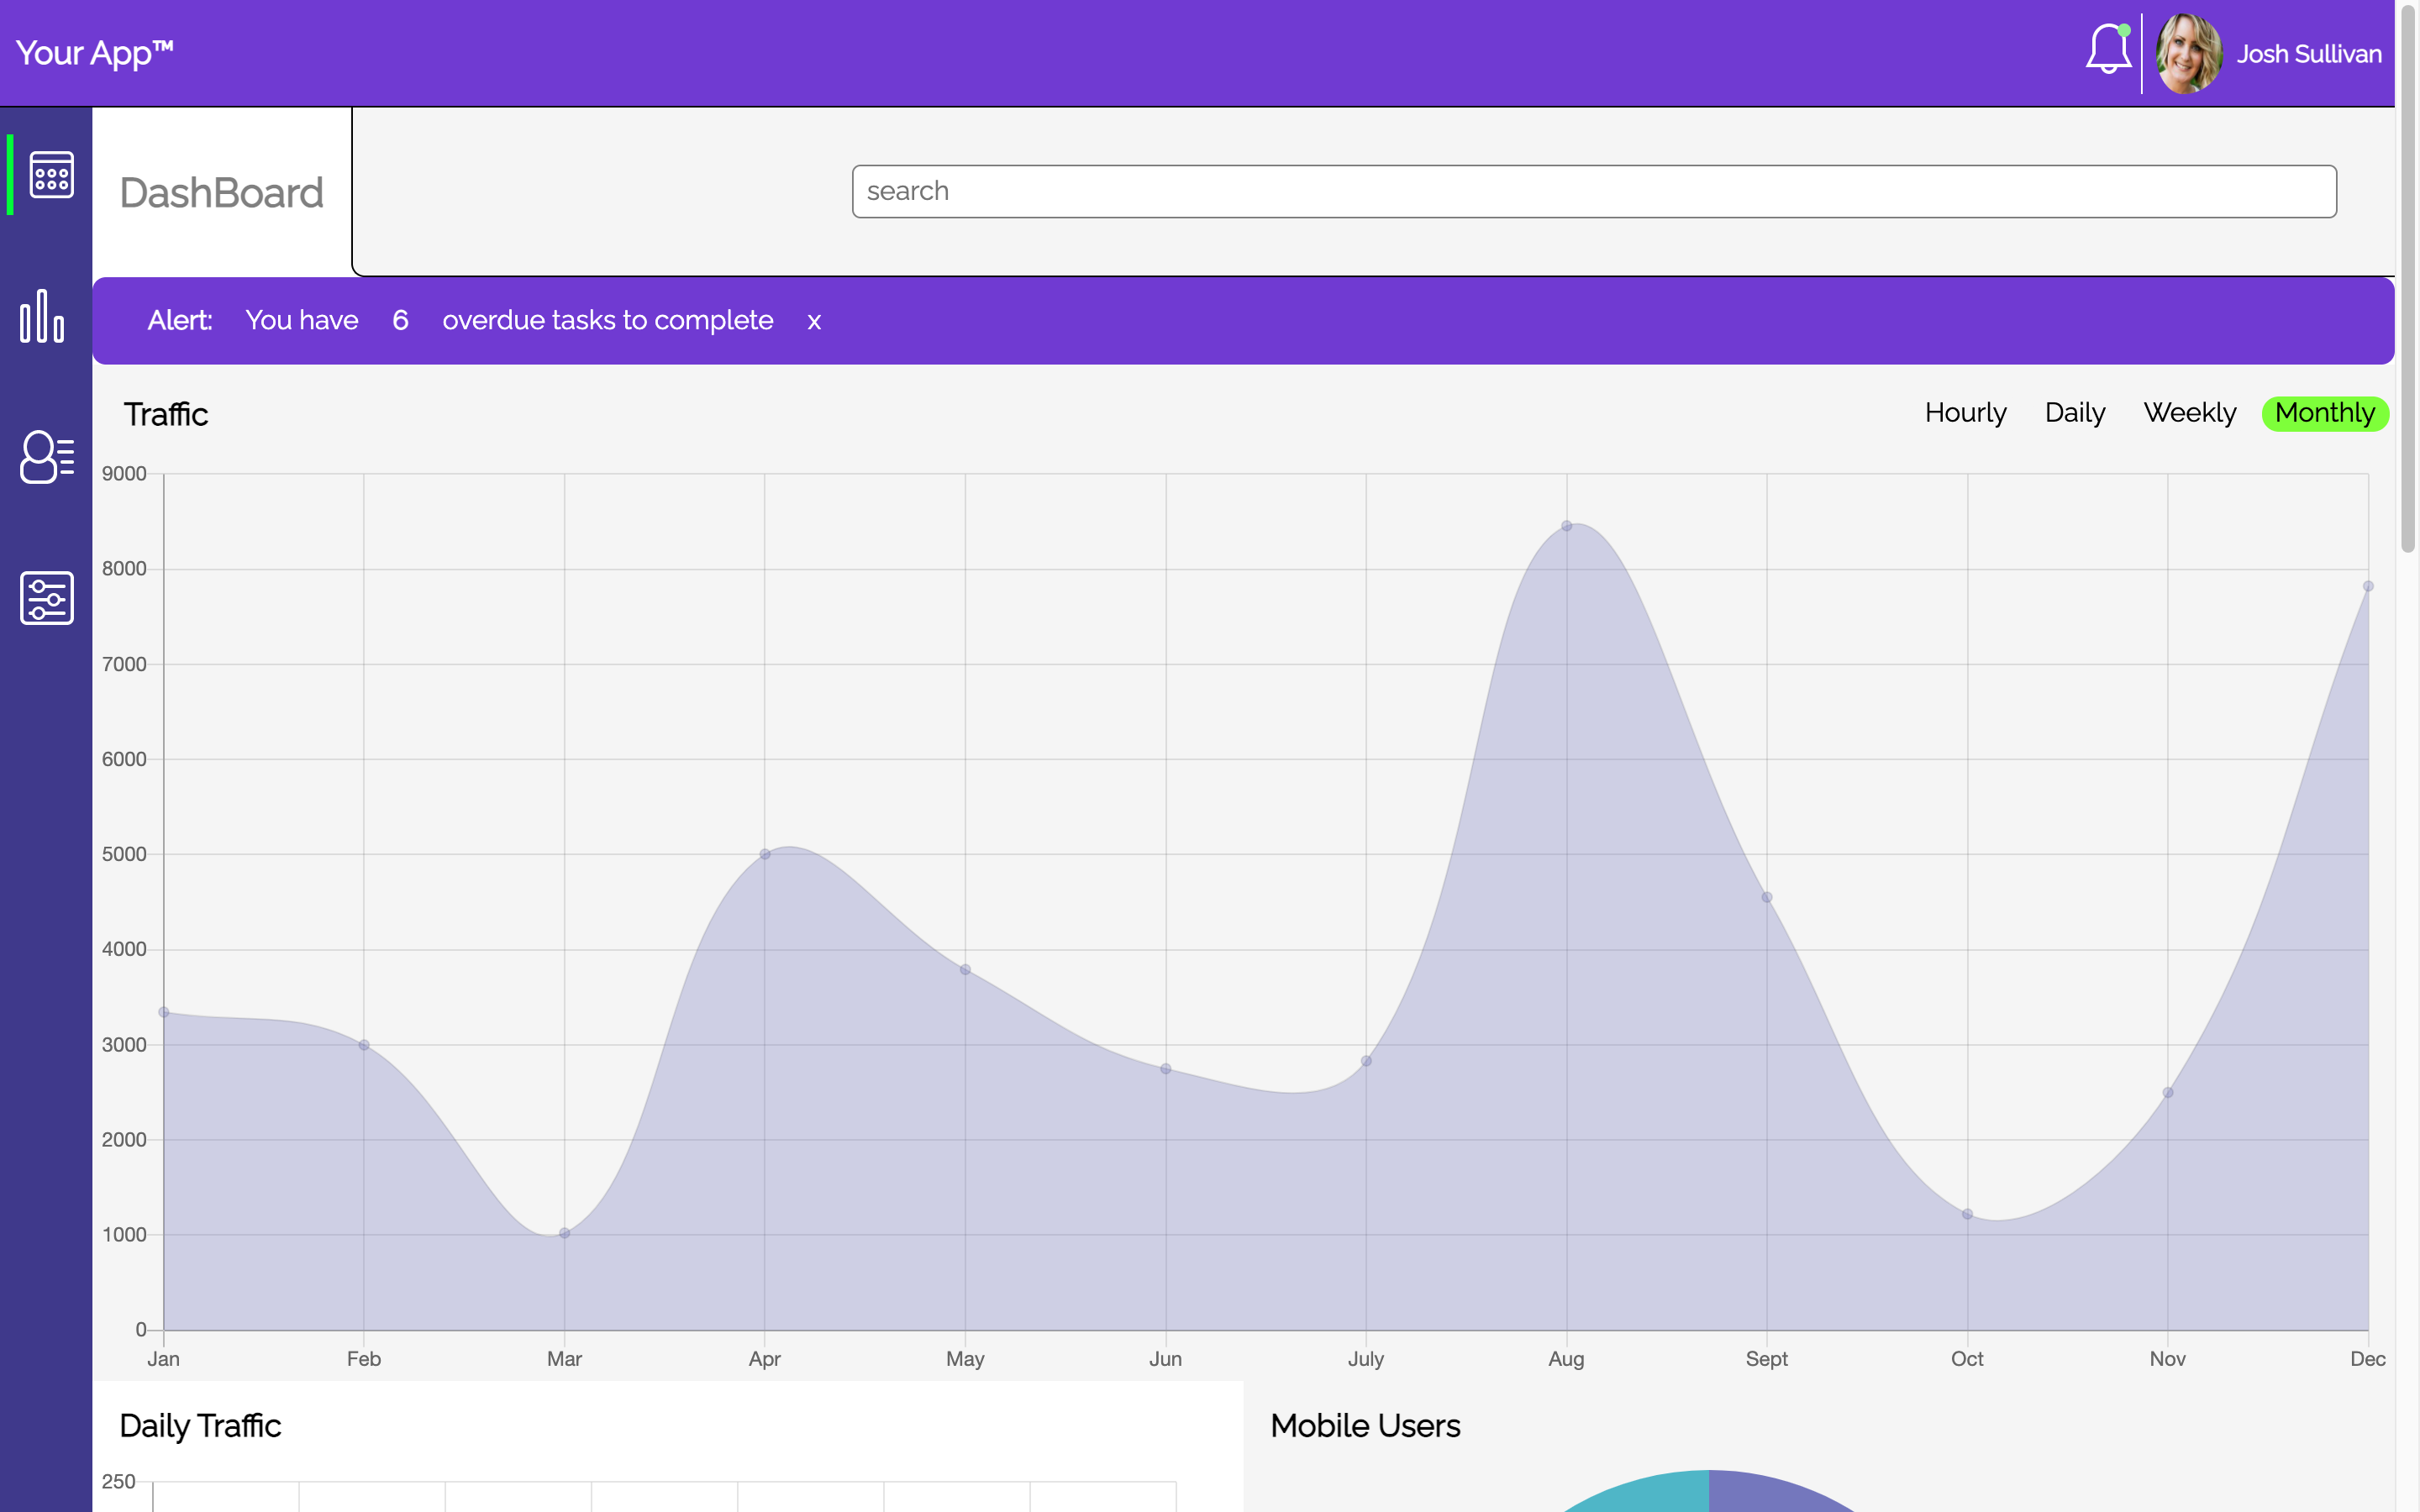 Your App™
Josh Sullivan
DashBoard
search
Alert: You have 6 overdue tasks to complete x
Traffic
Hourly Daily Weekly Monthly
9000
8000
7000
6000
5000
4000
3000
2000
1000
0
Jan Feb Mar Apr May Jun July Aug Sept Oct Nov Dec
Daily Traffic
Mobile Users
250